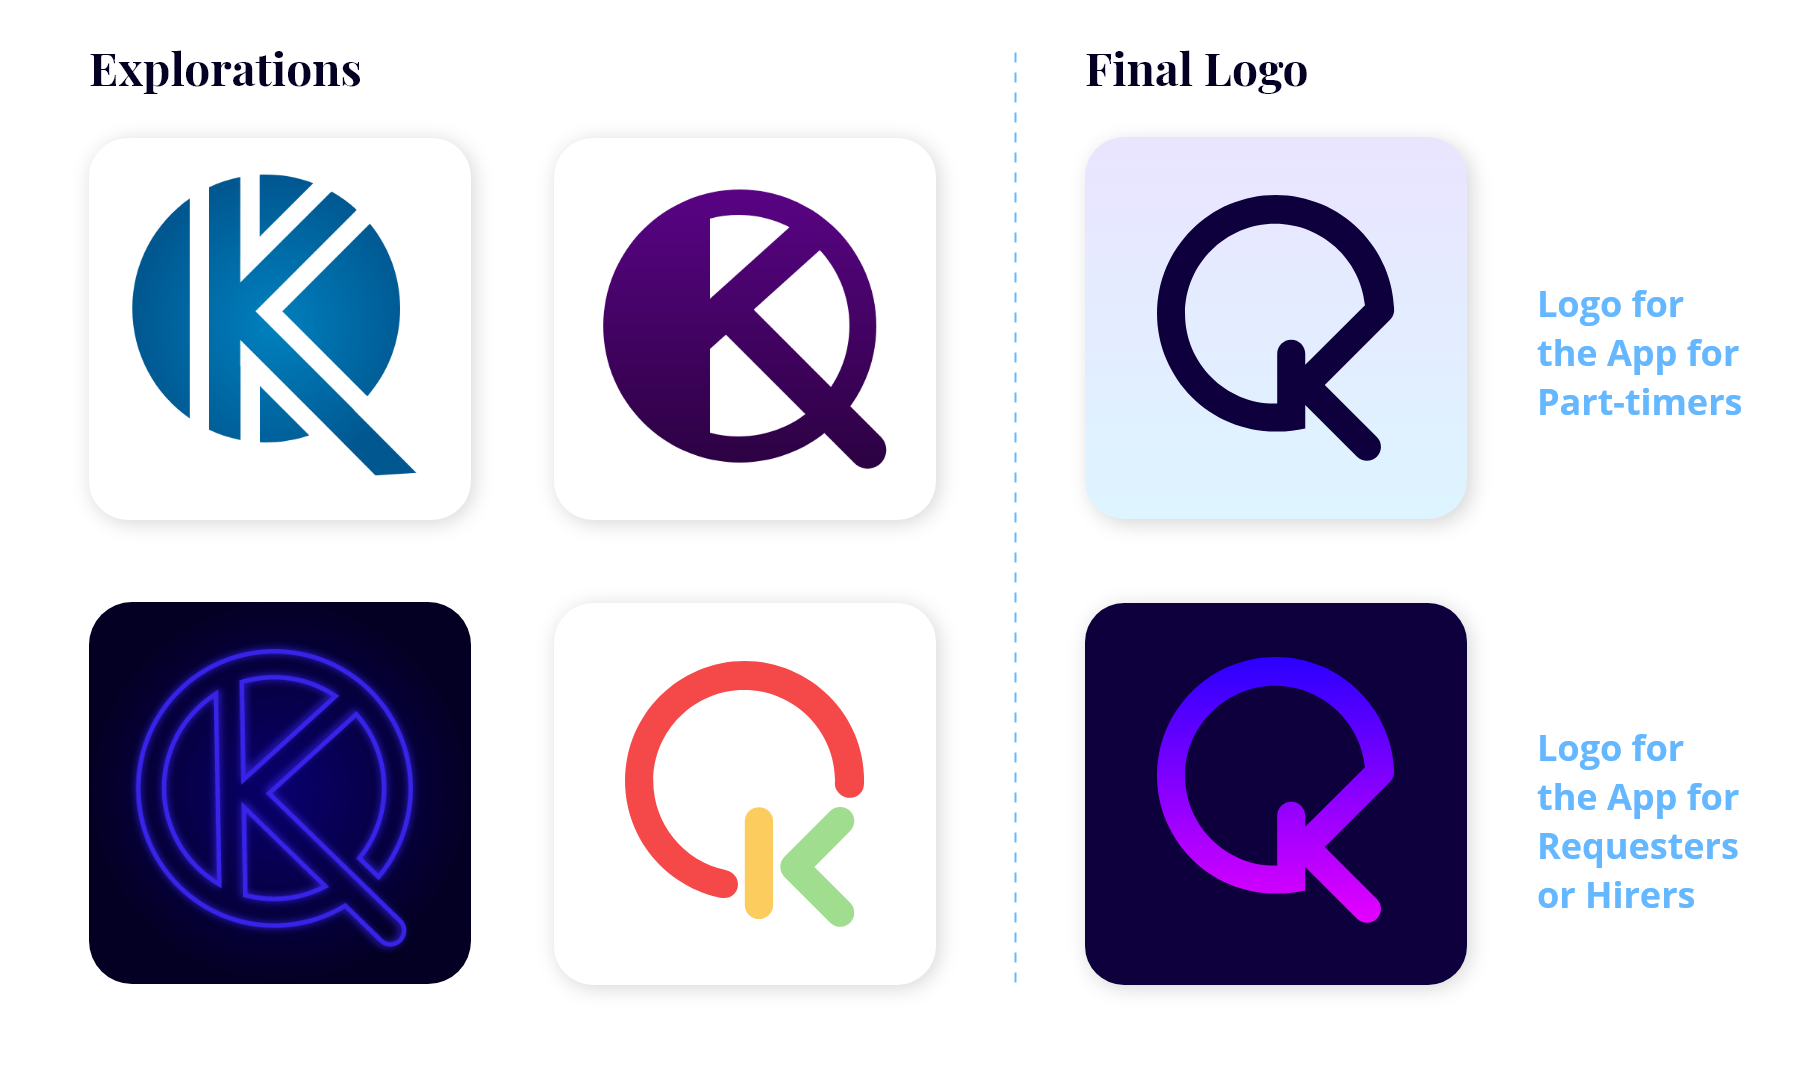 Explorations
Final Logo
Logo for
the App for
Part-timers
Logo for
the App for
Requesters
or Hirers